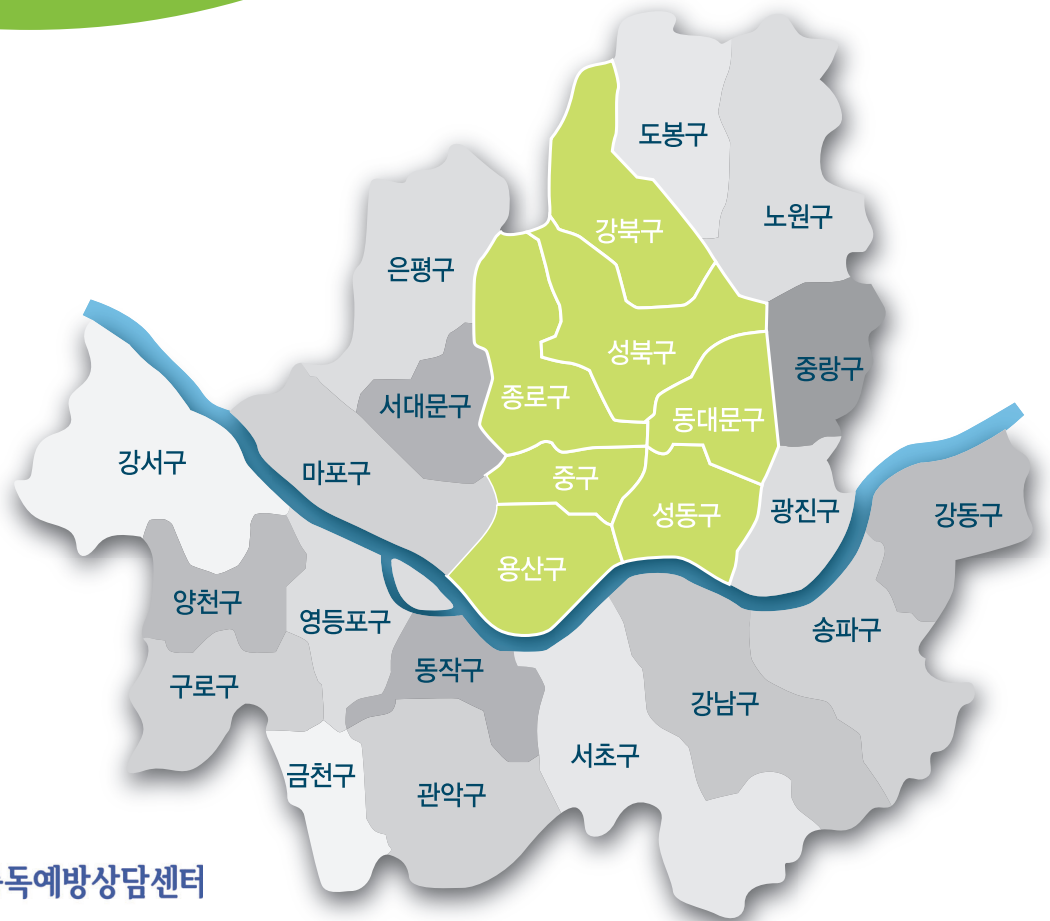 도봉구
노원구
강북구
은평구
성북구
중랑구
서대문구
종로구
동대문구
강서구
마포구
중구
성동구
광진구
강동구
용산구
양천구
영등포구
송파구
동작구
구로구
강남구
서초구
금천구
관악구
독예방상담센터